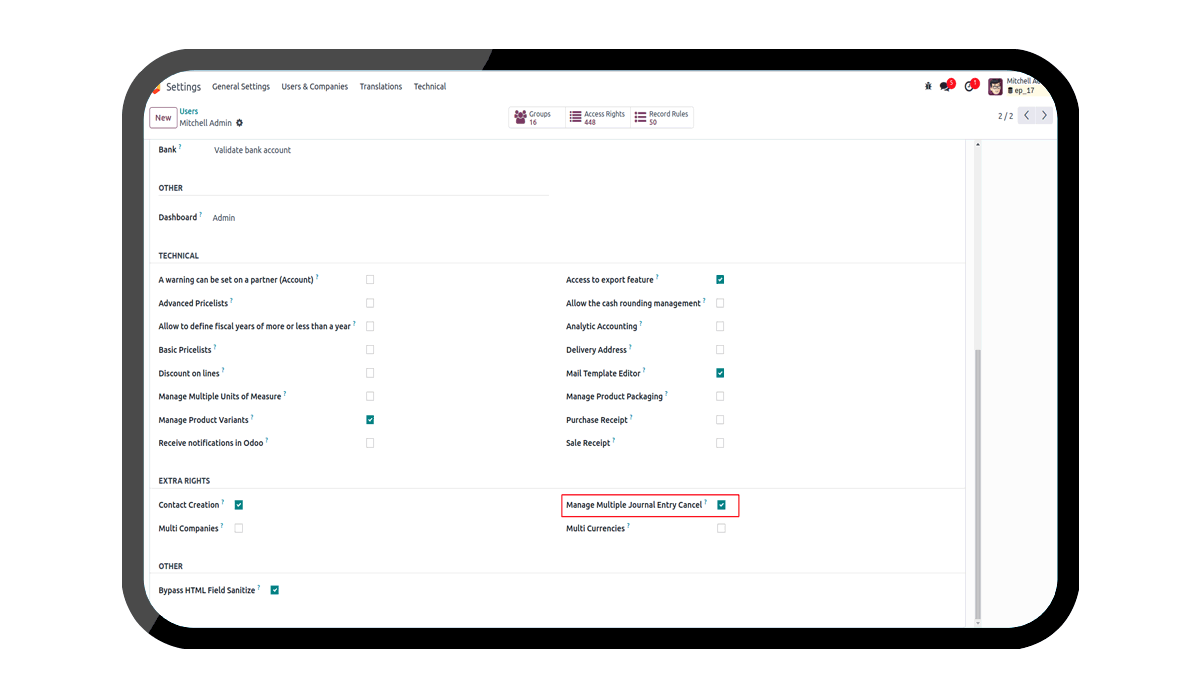 Settings General Settings Users & Companies Translations Technical 5 1 Mitchell
ep_17
New Users
Mitchell Admin
Groups 16 Access Rights 448 Record Rules 50
2 / 2
Bank ? Validate bank account
OTHER
Dashboard ? Admin
TECHNICAL
A warning can be set on a partner (Account) ? Access to export feature ?
Advanced Pricelists ? Allow the cash rounding management ?
Allow to define fiscal years of more or less than a year ? Analytic Accounting ?
Basic Pricelists ? Delivery Address ?
Discount on lines ? Mail Template Editor ?
Manage Multiple Units of Measure ? Manage Product Packaging ?
Manage Product Variants ? Purchase Receipt ?
Receive notifications in Odoo ? Sale Receipt ?
EXTRA RIGHTS
Contact Creation ? Manage Multiple Journal Entry Cancel ?
Multi Companies ? Multi Currencies ?
OTHER
Bypass HTML Field Sanitize ?